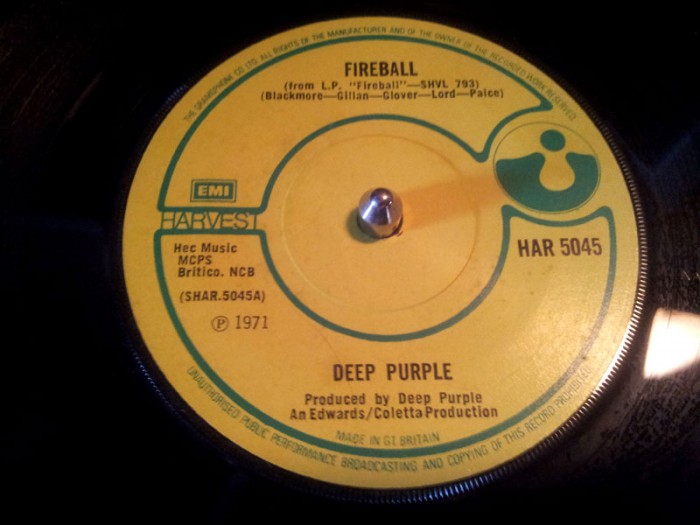 THE GRAMOPHONE CO LTD. ALL RIGHTS OF THE MANUFACTURER AND OF THE OWNER OF THE RECORDED WORK RESERVED
FIREBALL
(from L.P. "Fireball"—SHVL 793)
(Blackmore—Gillan—Glover—Lord—Paice)
EMI
HARVEST
HAR 5045
Hec Music
MCPS
Britico. NCB
(SHAR.5045A)
Ⓟ 1971
DEEP PURPLE
Produced by Deep Purple
An Edwards/Coletta Production
MADE IN GT BRITAIN
UNAUTHORISED PUBLIC PERFORMANCE BROADCASTING AND COPYING OF THIS RECORD PROHIBITED